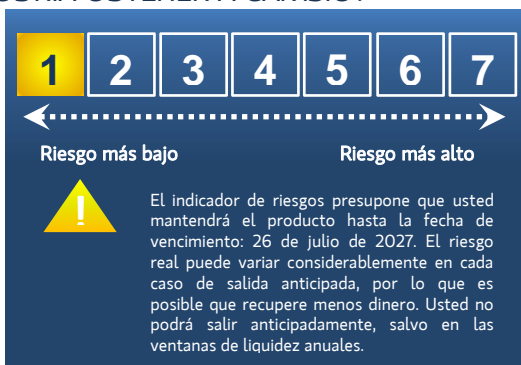 1 2 3 4 5 6 7
Riesgo más bajo Riesgo más alto
!
El indicador de riesgos presupone que usted
mantendrá el producto hasta la fecha de
vencimiento: 26 de julio de 2027. El riesgo
real puede variar considerablemente en cada
caso de salida anticipada, por lo que es
posible que recupere menos dinero. Usted no
podrá salir anticipadamente, salvo en las
ventanas de liquidez anuales.